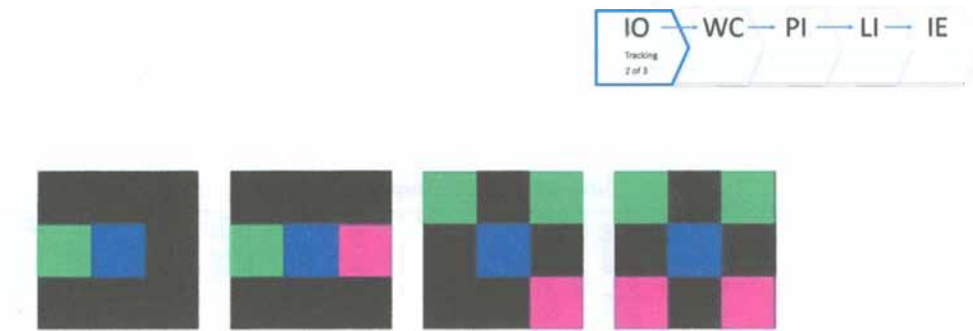 IO → WC → PI → LI → IE
Tracking
2 of 3